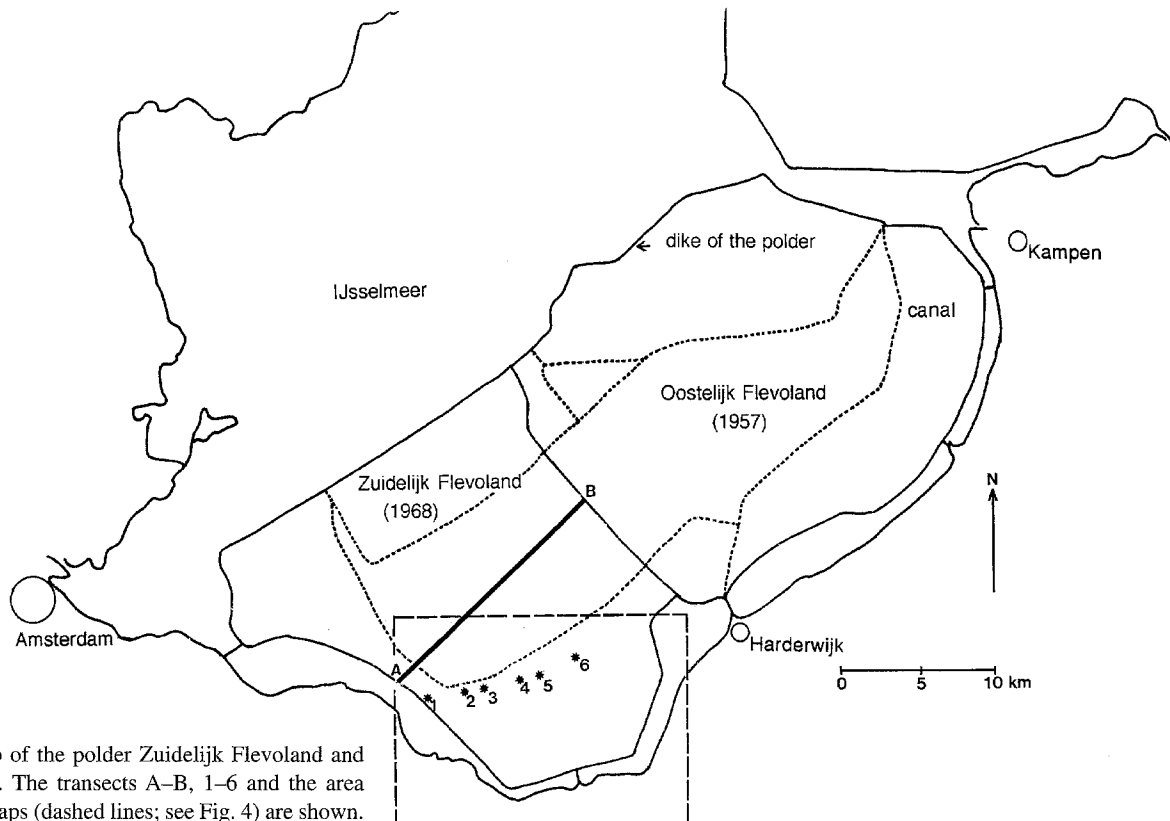 dike of the polder
Kampen
IJsselmeer
canal
Oostelijk Flevoland
(1957)
Zuidelijk Flevoland
(1968)
B
N
Amsterdam
Harderwijk
A
1
2
3
4
5
6
0 5 10 km
of the polder Zuidelijk Flevoland and
. The transects A–B, 1–6 and the area
aps (dashed lines; see Fig. 4) are shown.